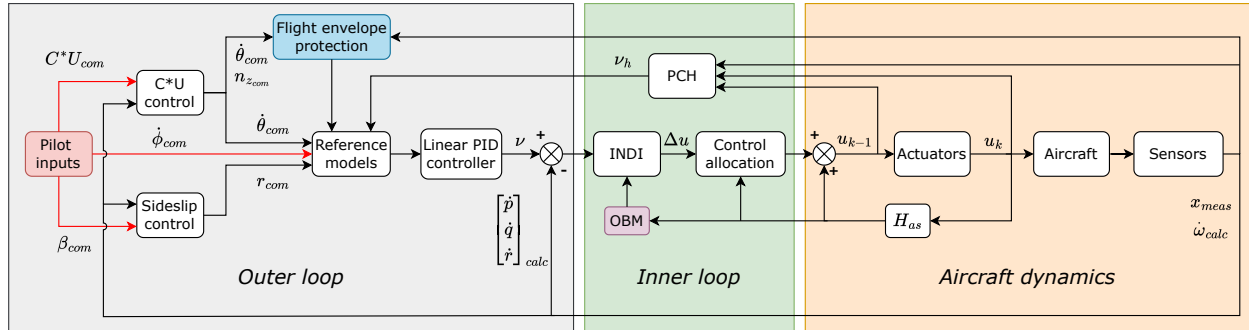 Flight envelope
protection
C*U_com
θ̇_com
n_z_com
ν_h
PCH
C*U
control
ϕ̇_com
θ̇_com
Pilot
inputs
Reference
models
Linear PID
controller
ν
+
-
INDI
Δu
Control
allocation
+
+
u_{k-1}
Actuators
u_k
Aircraft
Sensors
r_com
Sideslip
control
β_com
[ṗ
q̇
ṙ]_calc
OBM
H_as
x_meas
ω̇_calc
Outer loop
Inner loop
Aircraft dynamics